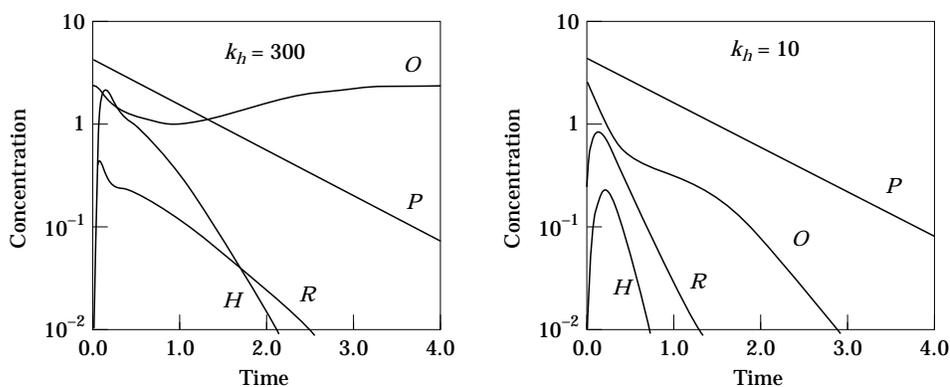 10
k_h = 300
O
1
P
10⁻¹
H
R
10⁻²
0.0 1.0 2.0 3.0 4.0
Time
Concentration
10
k_h = 10
1
P
O
10⁻¹
H
R
10⁻²
0.0 1.0 2.0 3.0 4.0
Time
Concentration